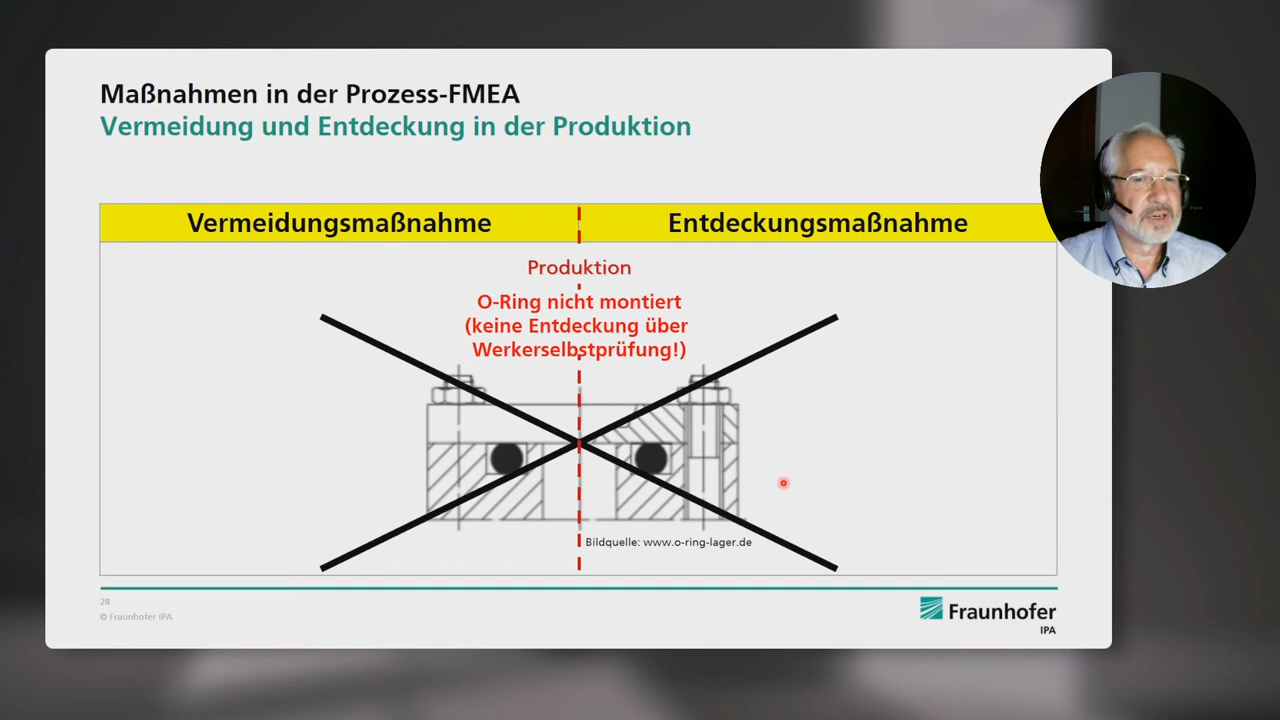 Maßnahmen in der Prozess-FMEA
Vermeidung und Entdeckung in der Produktion
Vermeidungsmaßnahme
Entdeckungsmaßnahme
Produktion
O-Ring nicht montiert
(keine Entdeckung über
Werkerselbstprüfung!)
Bildquelle: www.o-ring-lager.de
28
© Fraunhofer IPA
Fraunhofer
IPA